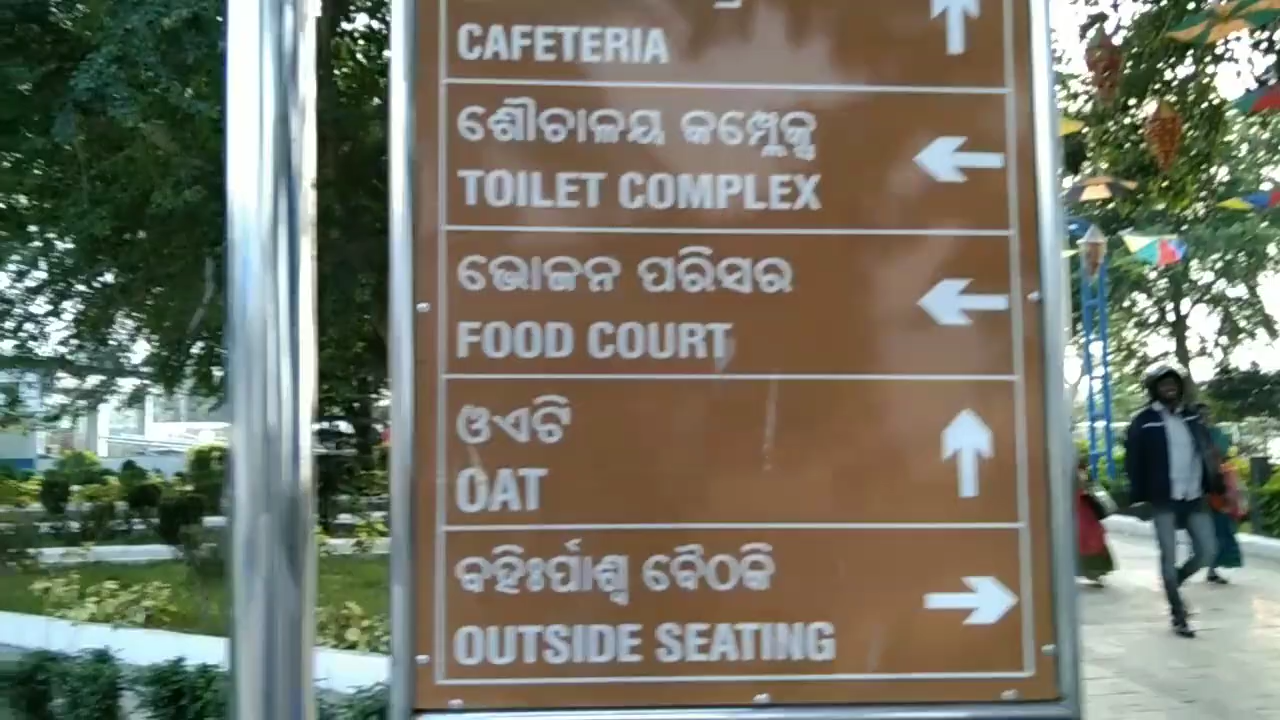 CAFETERIA
ଶୌଚାଳୟ କମ୍ପ୍ଲେକ୍ସ
TOILET COMPLEX
ଭୋଜନ ପରିସର
FOOD COURT
ଓଏଟି
OAT
ବହିଃର୍ପାଶ୍ଵ ବୈଠକି
OUTSIDE SEATING